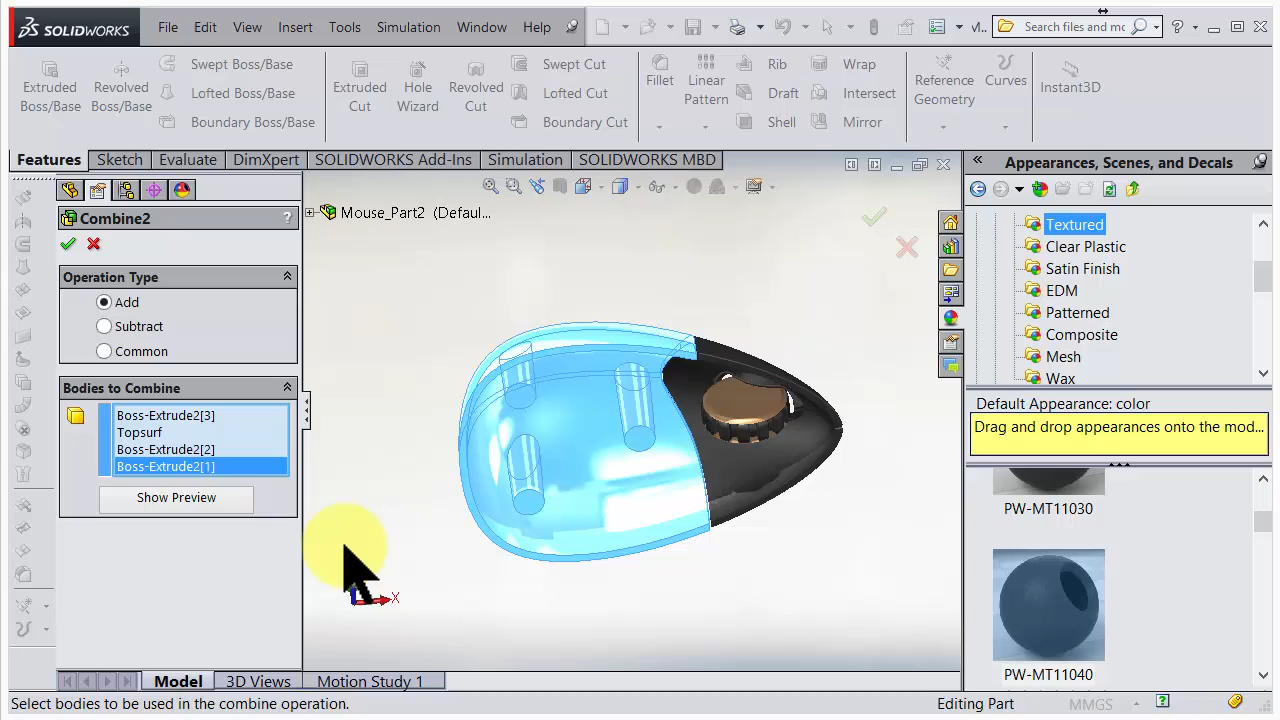 SOLIDWORKS
File Edit View Insert Tools Simulation Window Help
Search files and mc
Extruded Boss/Base
Revolved Boss/Base
Swept Boss/Base
Lofted Boss/Base
Boundary Boss/Base
Extruded Cut
Hole Wizard
Revolved Cut
Swept Cut
Lofted Cut
Boundary Cut
Fillet
Linear Pattern
Rib
Draft
Shell
Wrap
Intersect
Mirror
Reference Geometry
Curves
Instant3D
Features Sketch Evaluate DimXpert SOLIDWORKS Add-Ins Simulation SOLIDWORKS MBD
Combine2 ?
Operation Type
Add
Subtract
Common
Bodies to Combine
Boss-Extrude2[3]
Topsurf
Boss-Extrude2[2]
Boss-Extrude2[1]
Show Preview
Mouse_Part2 (Defaul...
X
Appearances, Scenes, and Decals
Textured
Clear Plastic
Satin Finish
EDM
Patterned
Composite
Mesh
Wax
Default Appearance: color
Drag and drop appearances onto the mod...
PW-MT11030
PW-MT11040
Model 3D Views Motion Study 1
Select bodies to be used in the combine operation.
Editing Part
MMGS